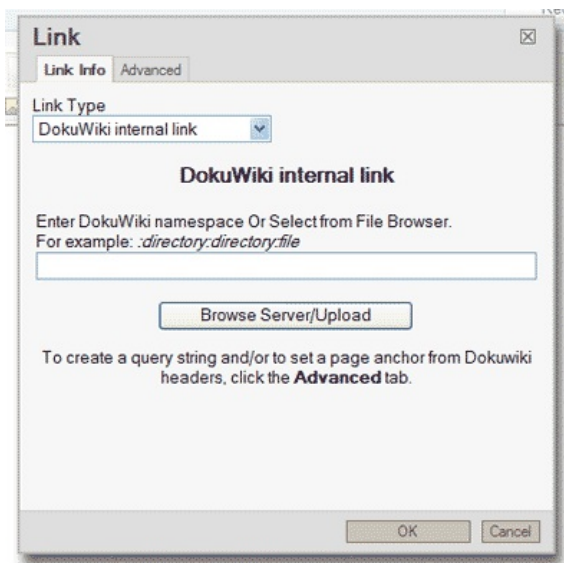 Link
Link Info Advanced
Link Type
DokuWiki internal link
DokuWiki internal link
Enter DokuWiki namespace Or Select from File Browser.
For example: :directory:directory:file
Browse Server/Upload
To create a query string and/or to set a page anchor from Dokuwiki
headers, click the Advanced tab.
OK Cancel